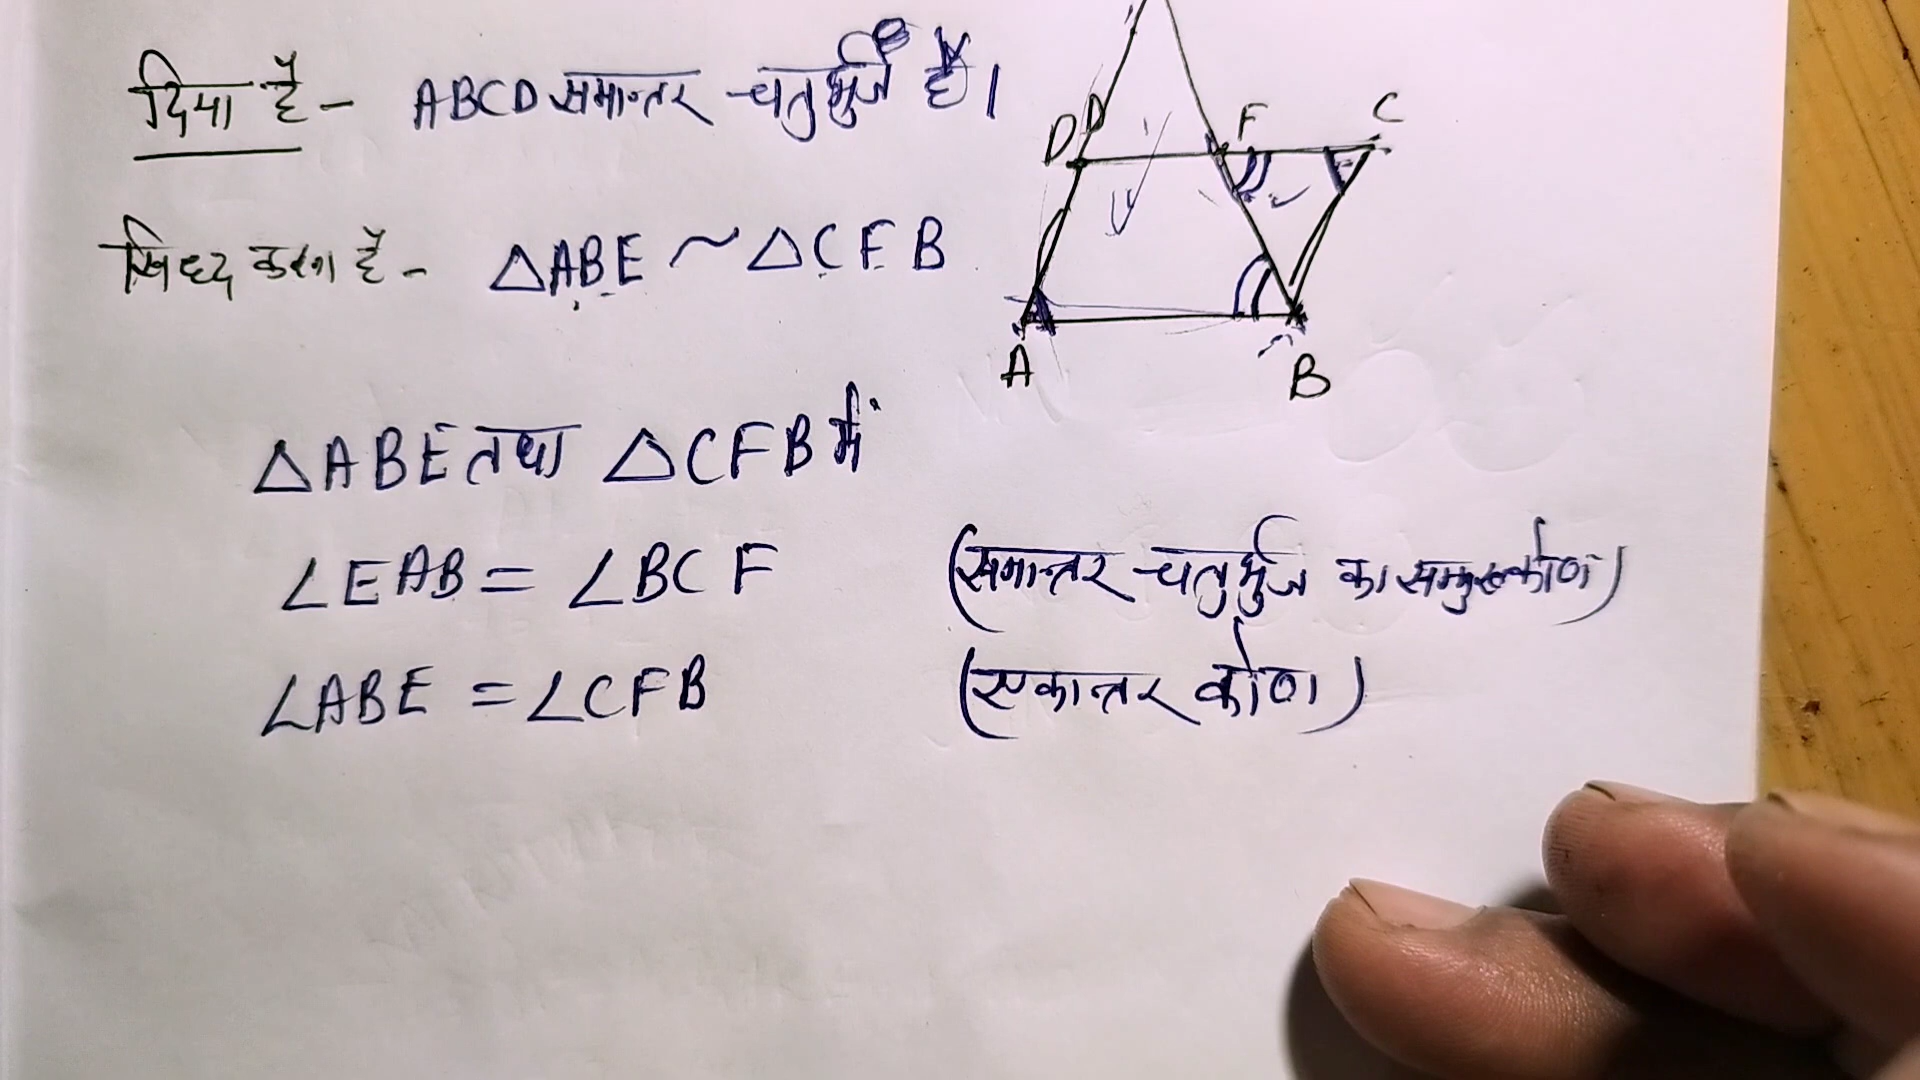 दिया है - ABCD समान्तर चतुर्भुज है।
सिध्द करना है - △ABE ~ △CFB
D D F C
A B
△ABE तथा △CFB में
∠EAB = ∠BCF (समान्तर चतुर्भुज का सम्मुख कोण)
∠ABE = ∠CFB (एकान्तर कोण)